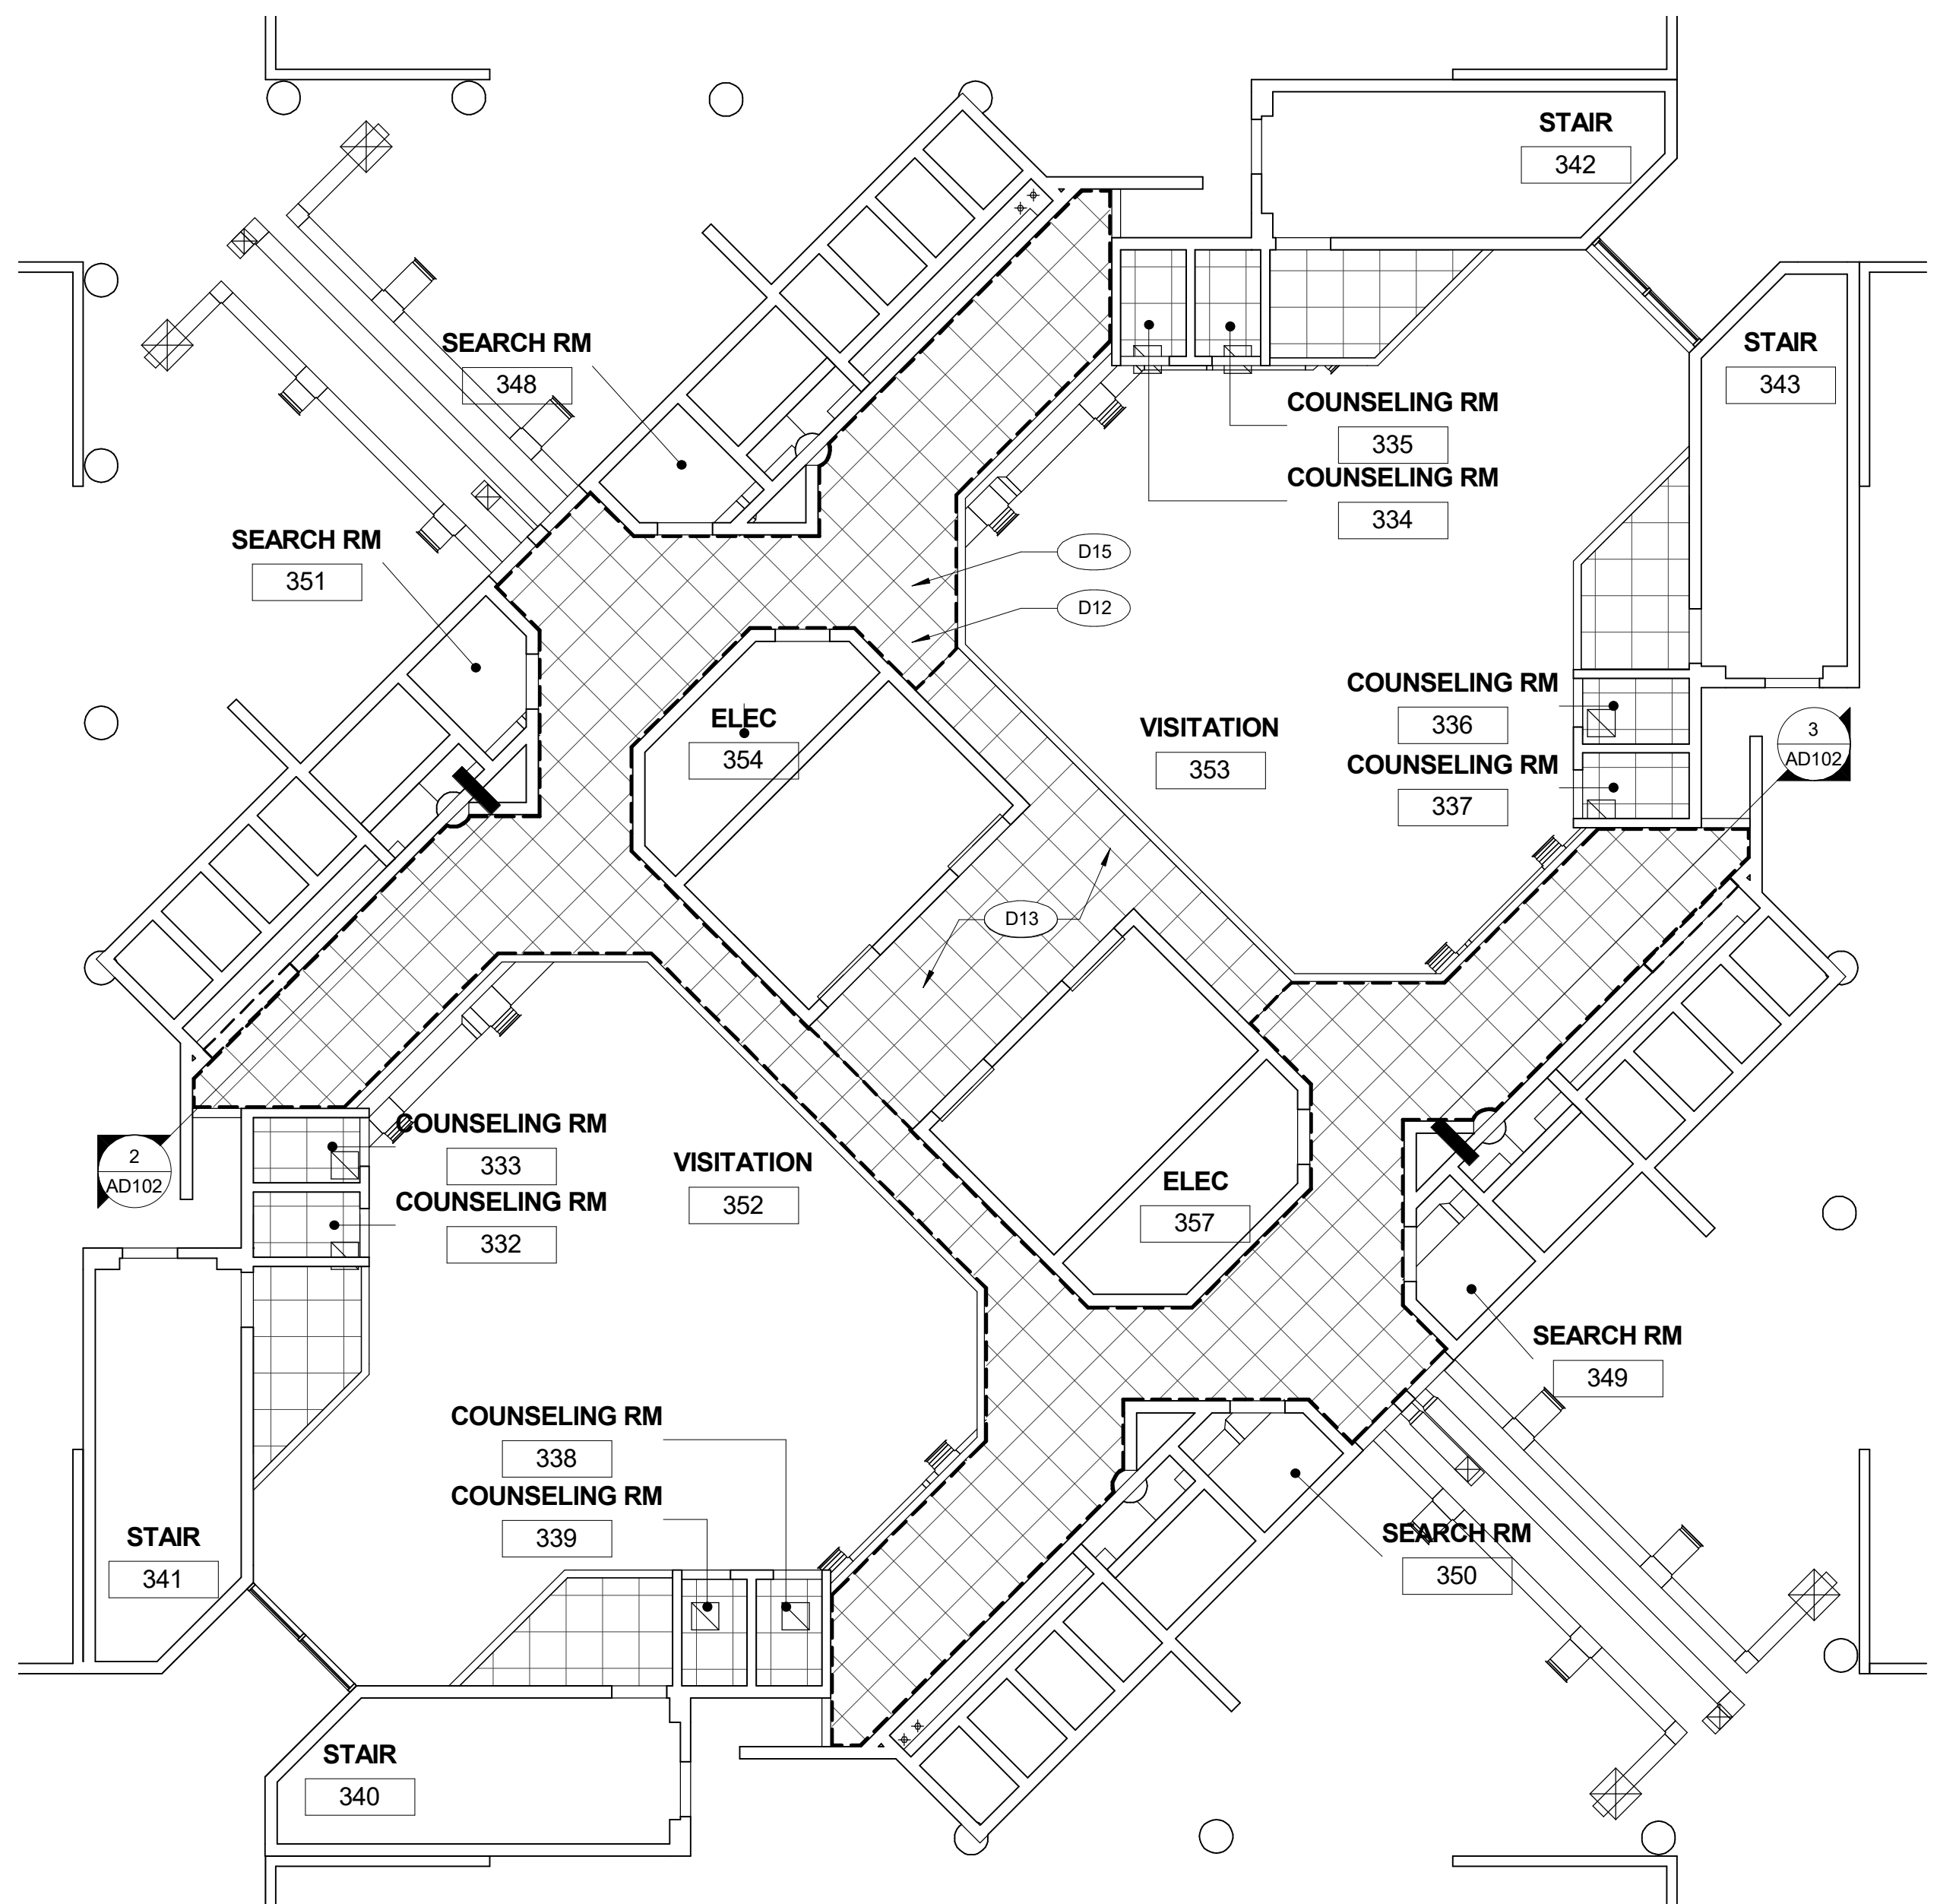 STAIR
342
SEARCH RM
348
STAIR
343
COUNSELING RM
335
COUNSELING RM
334
SEARCH RM
351
D15
D12
COUNSELING RM
336
ELEC
354
VISITATION
353
3
AD102
COUNSELING RM
337
D13
COUNSELING RM
333
2
AD102
VISITATION
352
COUNSELING RM
332
ELEC
357
SEARCH RM
349
COUNSELING RM
338
COUNSELING RM
339
STAIR
341
SEARCH RM
350
STAIR
340